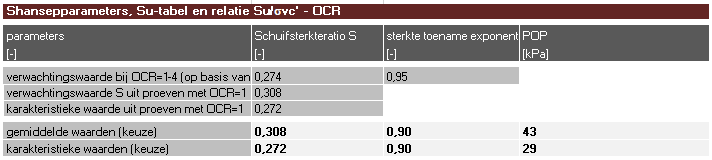 Shansepparameters, Su-tabel en relatie Su/σvc' - OCR
parameters Schuifsterkteratio S sterkte toename exponent POP
[-] [-] [-] [kPa]
verwachtingswaarde bij OCR=1-4 (op basis van 0,274 0,95
verwachtingswaarde S uit proeven met OCR=1 0,308
karakteristieke waarde uit proeven met OCR=1 0,272
gemiddelde waarden (keuze) 0,308 0,90 43
karakteristieke waarden (keuze) 0,272 0,90 29